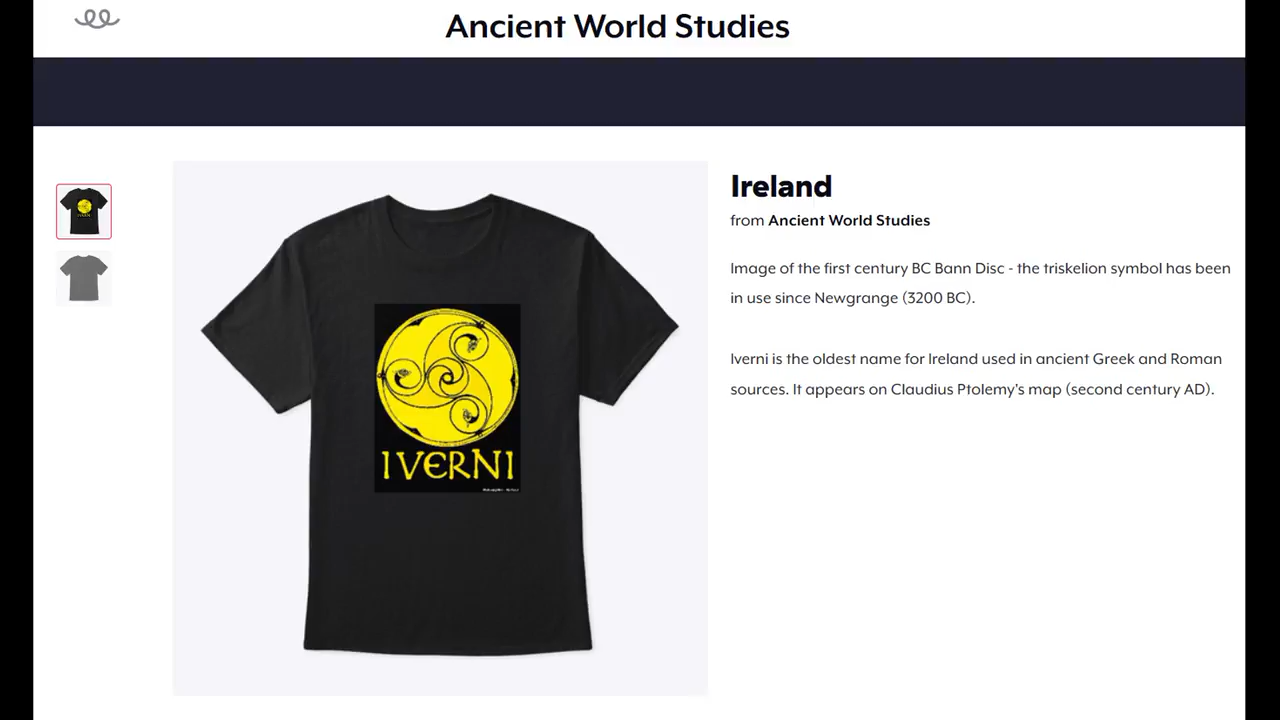 Ancient World Studies
Ireland
from Ancient World Studies
Image of the first century BC Bann Disc - the triskelion symbol has been
in use since Newgrange (3200 BC).
Iverni is the oldest name for Ireland used in ancient Greek and Roman
sources. It appears on Claudius Ptolemy's map (second century AD).
IVERNI